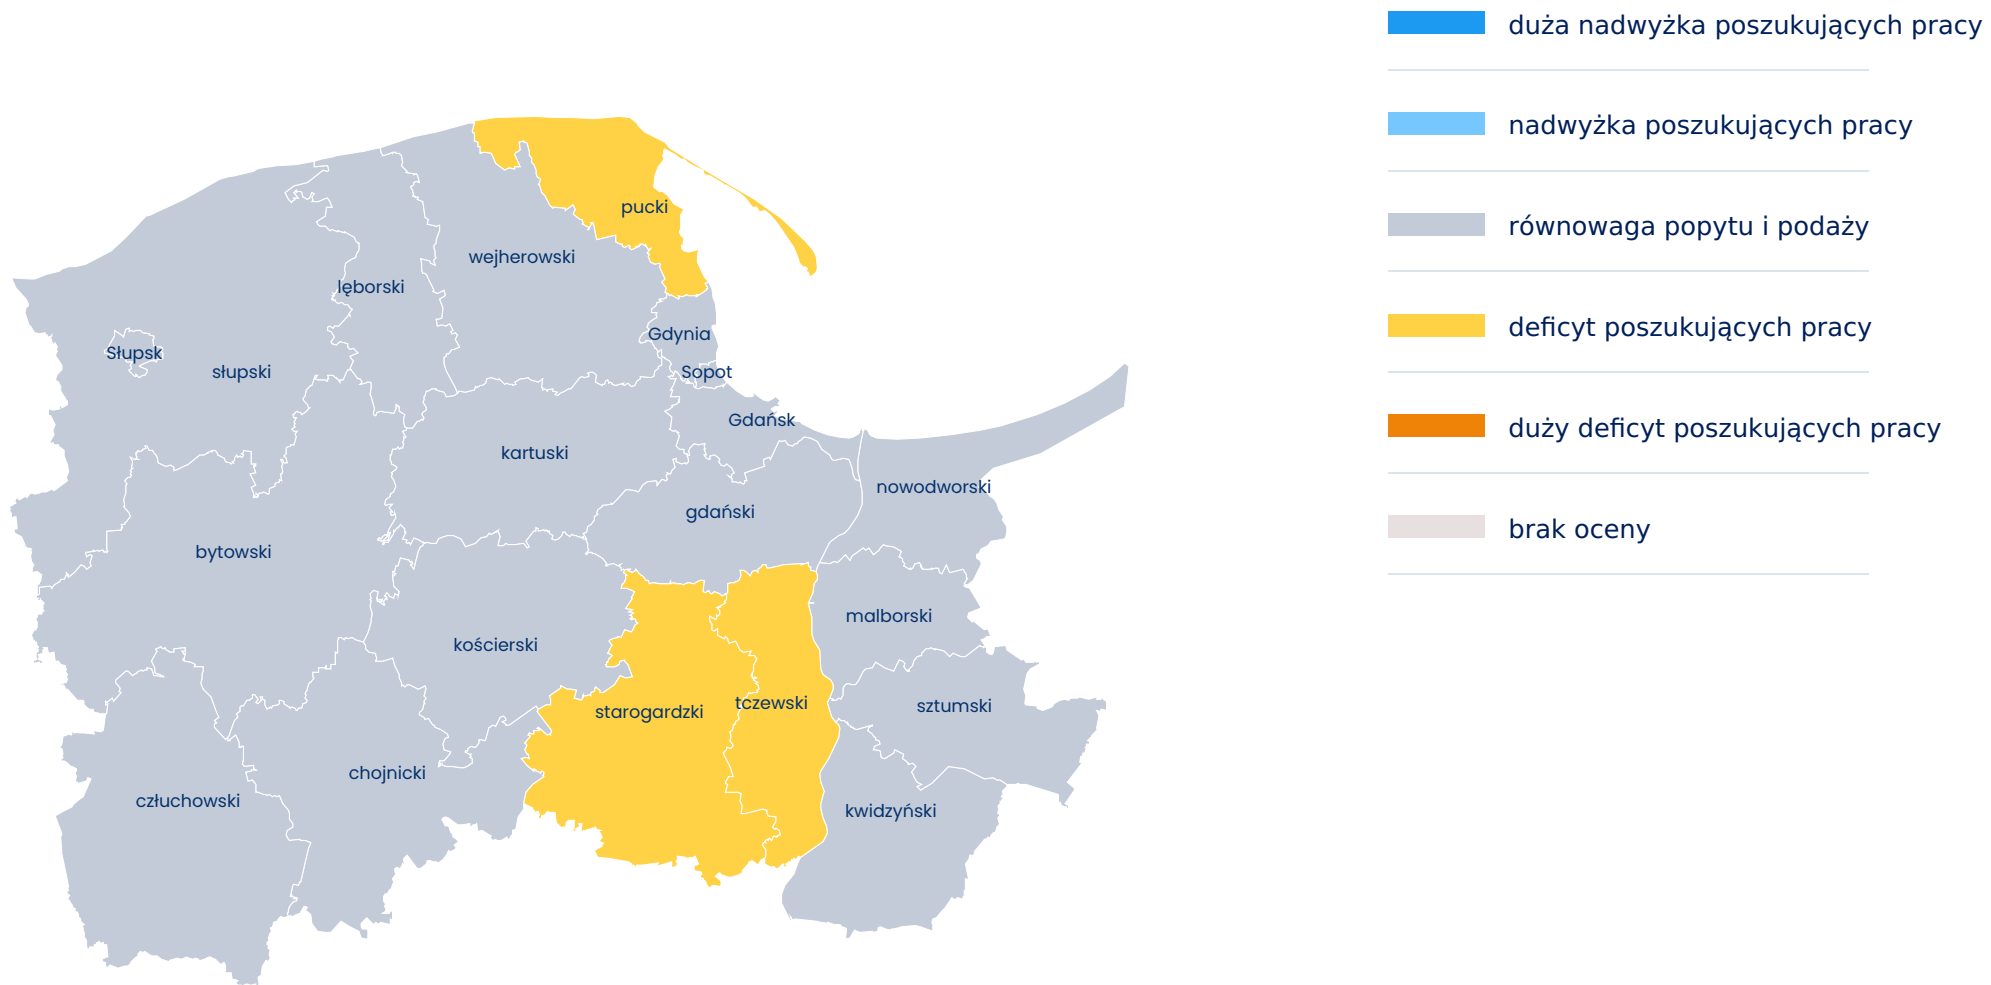 duża nadwyżka poszukujących pracy
nadwyżka poszukujących pracy
równowaga popytu i podaży
deficyt poszukujących pracy
duży deficyt poszukujących pracy
brak oceny
pucki
wejherowski
lęborski
Gdynia
Słupsk
słupski
Sopot
Gdańsk
kartuski
nowodworski
gdański
bytowski
malborski
kościerski
tczewski
sztumski
starogardzki
chojnicki
człuchowski
kwidzyński